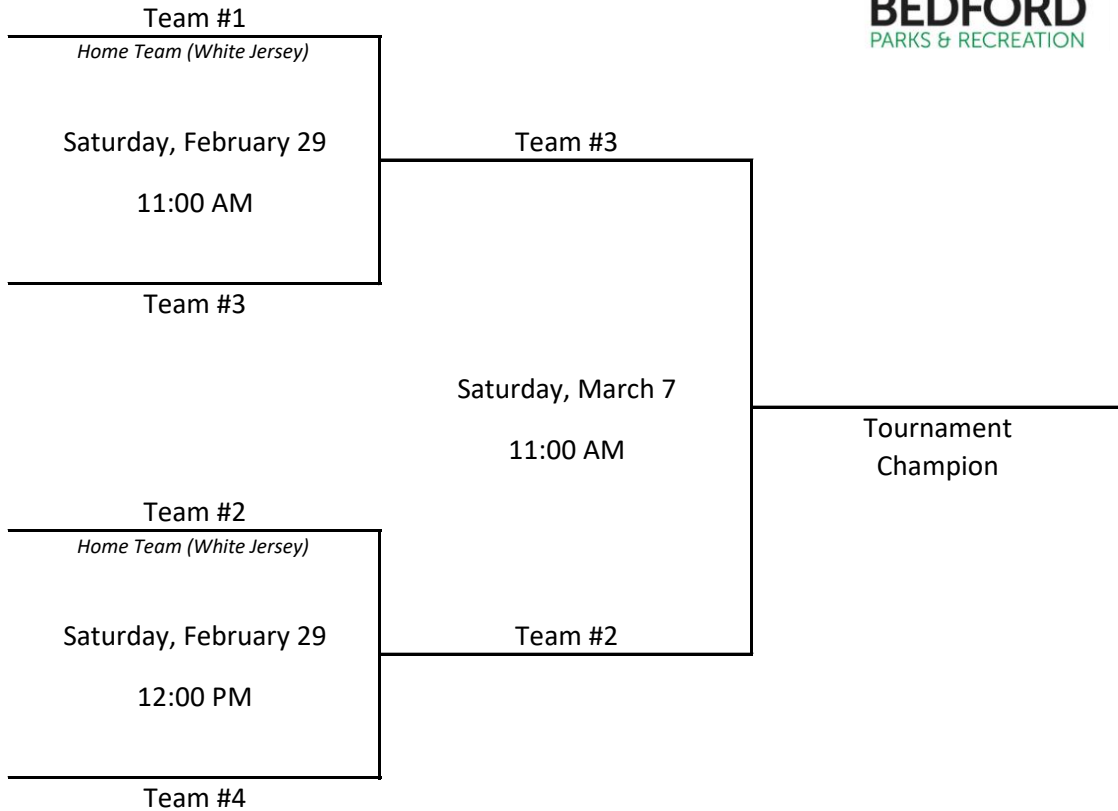 BEDFORD
PARKS & RECREATION
Team #1
Home Team (White Jersey)
Saturday, February 29
11:00 AM
Team #3
Team #3
Saturday, March 7
11:00 AM
Tournament
Champion
Team #2
Home Team (White Jersey)
Saturday, February 29
12:00 PM
Team #2
Team #4